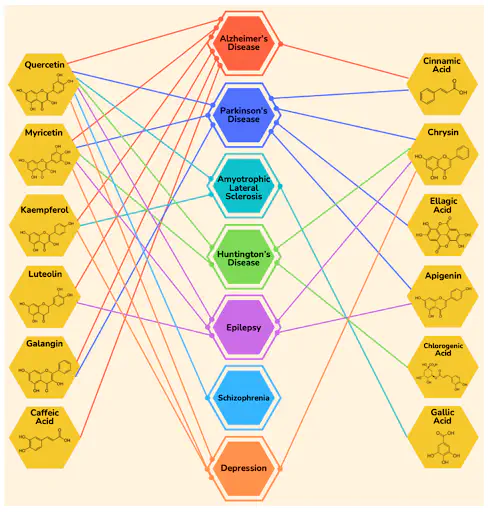 Alzheimer's
Disease
Quercetin
Cinnamic
Acid
Parkinson's
Disease
Myricetin
Chrysin
Amyotrophic
Lateral
Sclerosis
Kaempferol
Ellagic
Acid
Huntington's
Disease
Luteolin
Apigenin
Epilepsy
Galangin
Chlorogenic
Acid
Schizophrenia
Caffeic
Acid
Gallic
Acid
Depression